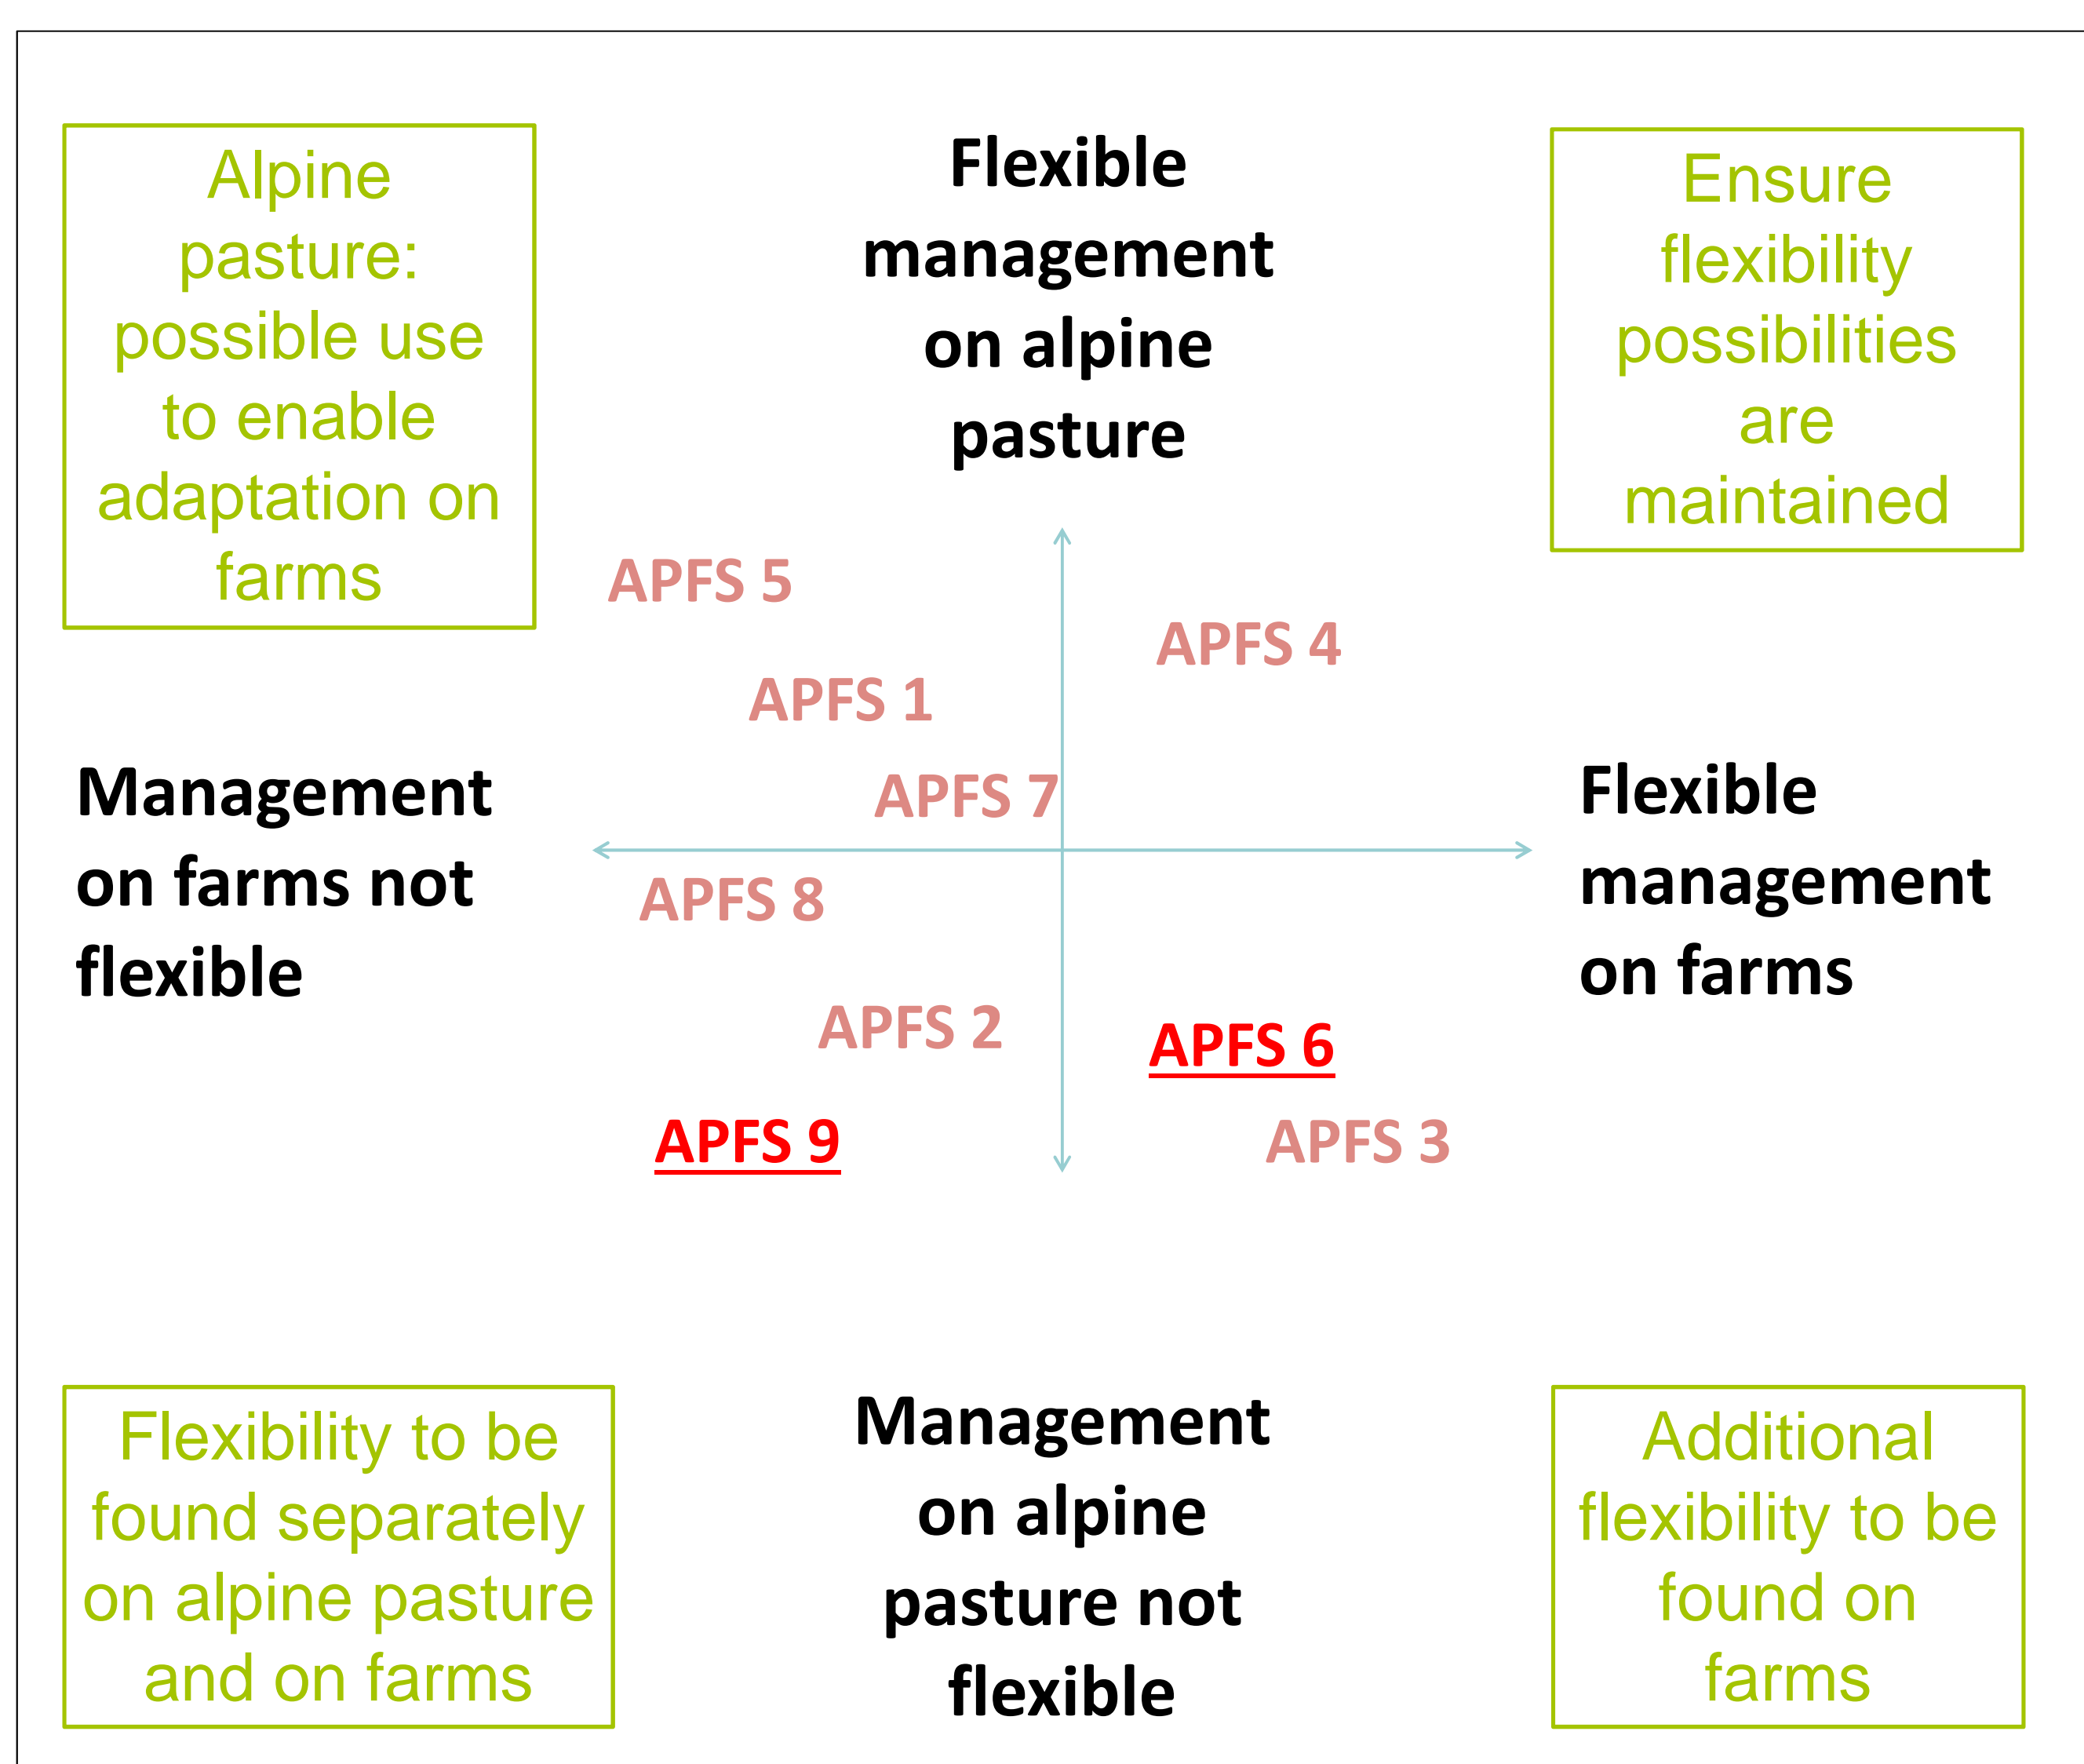 Alpine
pasture:
possible use
to enable
adaptation on
farms
Flexible
management
on alpine
pasture
Ensure
flexibility
possibilities
are
maintained
APFS 5
APFS 4
APFS 1
APFS 7
Management
on farms not
flexible
Flexible
management
on farms
APFS 8
APFS 2
APFS 6
APFS 9
APFS 3
Flexibility to be
found separately
on alpine pasture
and on farms
Management
on alpine
pasture not
flexible
Additional
flexibility to be
found on
farms